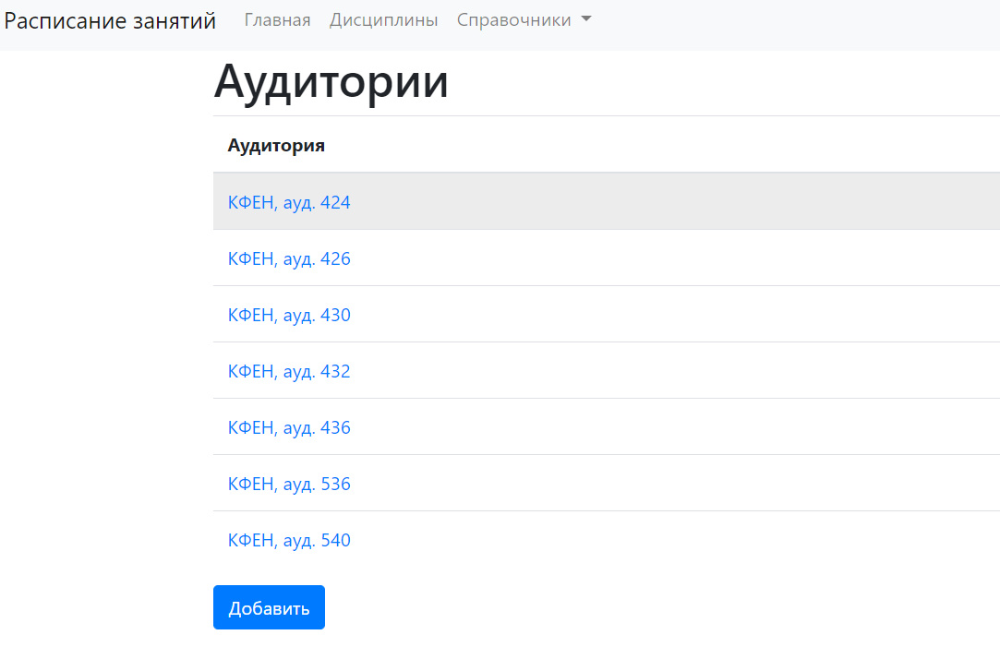 Расписание занятий Главная Дисциплины Справочники
Аудитории
Аудитория
КФЕН, ауд. 424
КФЕН, ауд. 426
КФЕН, ауд. 430
КФЕН, ауд. 432
КФЕН, ауд. 436
КФЕН, ауд. 536
КФЕН, ауд. 540
Добавить